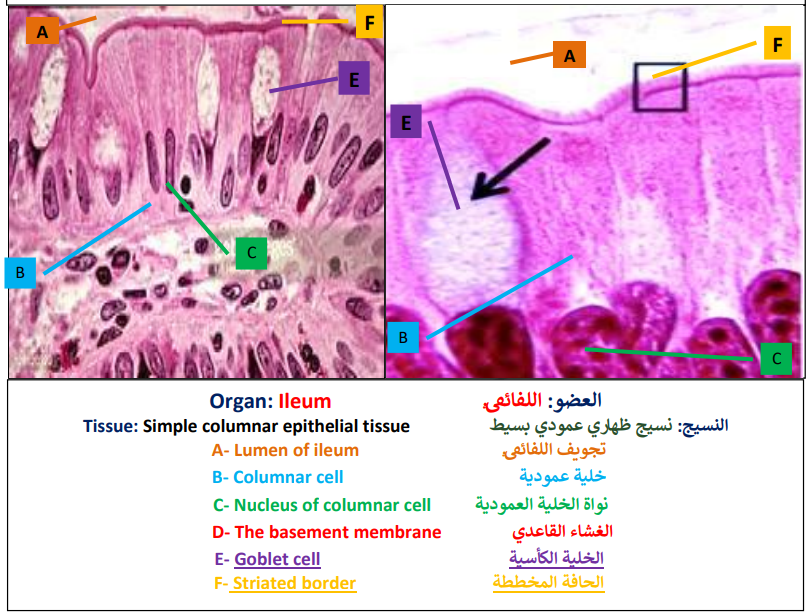 A
F
E
B
C
A
F
E
B
C
Organ: Ileum العضو: اللفائفي
Tissue: Simple columnar epithelial tissue النسيج: نسيج ظهاري عمودي بسيط
A- Lumen of ileum تجويف اللفائفي
B- Columnar cell خلية عمودية
C- Nucleus of columnar cell نواة الخلية العمودية
D- The basement membrane الغشاء القاعدي
E- Goblet cell الخلية الكأسية
F- Striated border الحافة المخططة